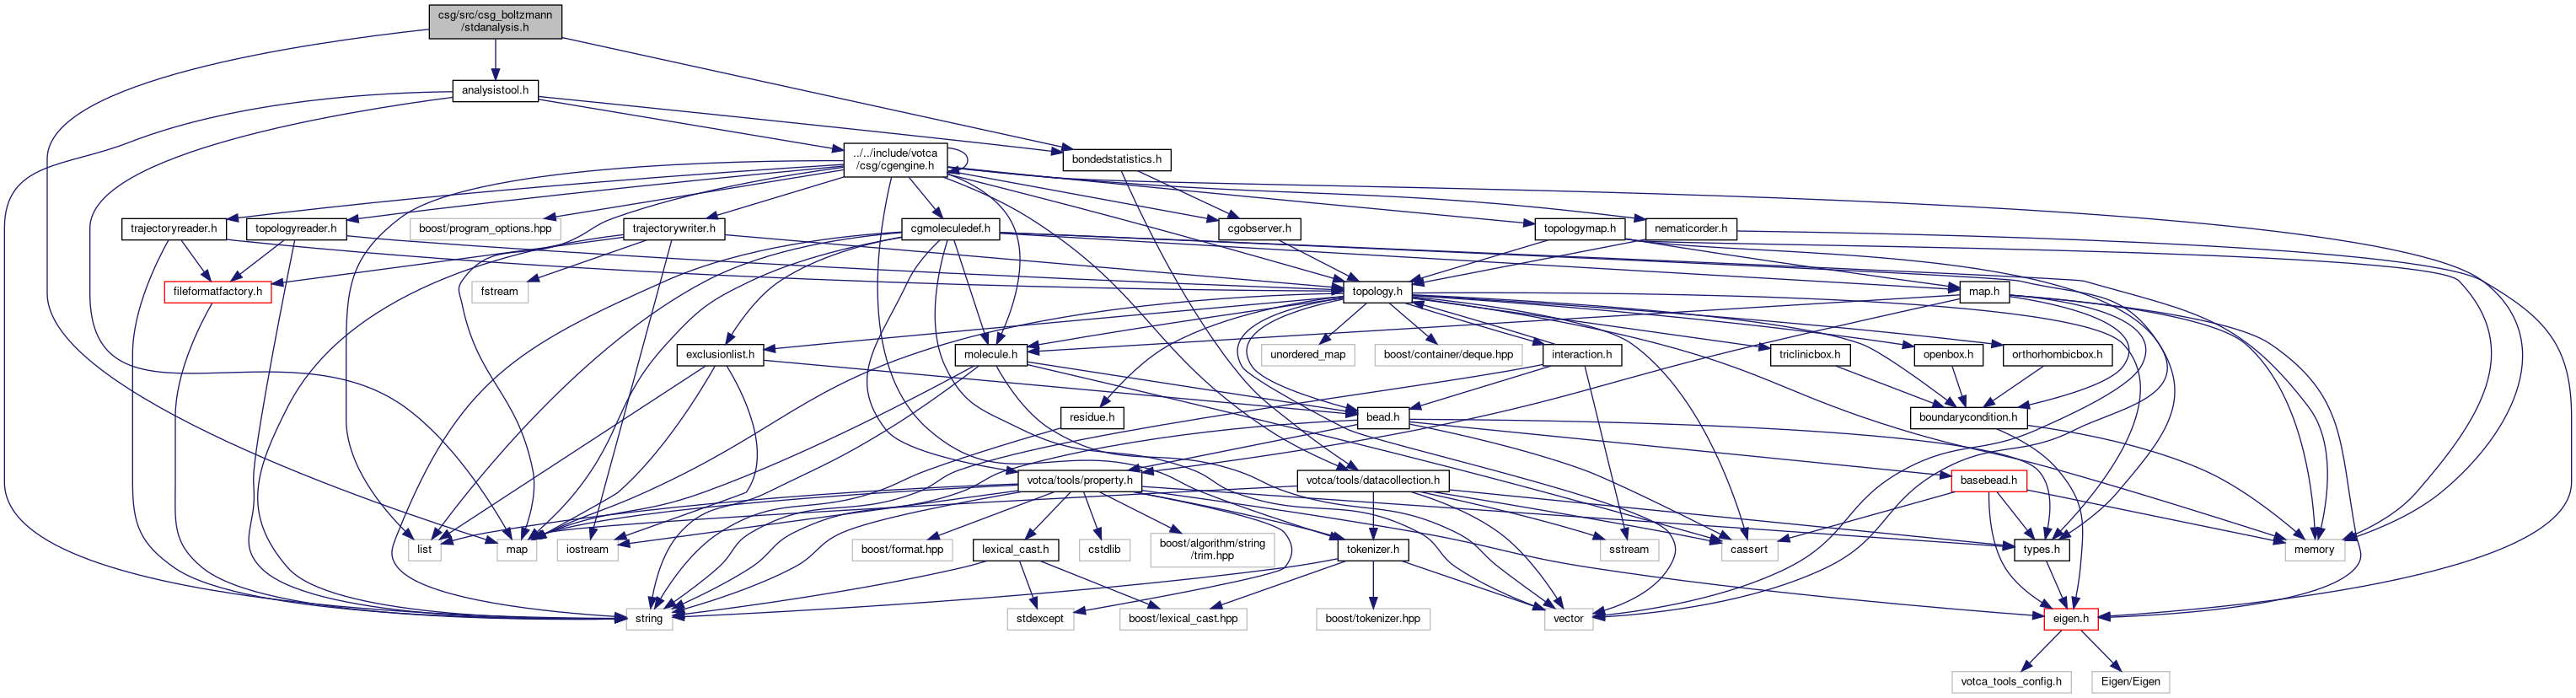 csg/src/csg_boltzmann
/stdanalysis.h
analysistool.h
../../include/votca
/csg/cgengine.h
bondedstatistics.h
trajectoryreader.h
topologyreader.h
boost/program_options.hpp
trajectorywriter.h
cgmoleculedef.h
cgobserver.h
topologymap.h
nematicorder.h
fileformatfactory.h
fstream
topology.h
map.h
exclusionlist.h
molecule.h
unordered_map
boost/container/deque.hpp
interaction.h
triclinicbox.h
openbox.h
orthorhombicbox.h
residue.h
bead.h
boundarycondition.h
votca/tools/property.h
votca/tools/datacollection.h
basebead.h
list
map
iostream
boost/format.hpp
lexical_cast.h
cstdlib
boost/algorithm/string
/trim.hpp
tokenizer.h
sstream
cassert
types.h
memory
string
stdexcept
boost/lexical_cast.hpp
boost/tokenizer.hpp
vector
eigen.h
votca_tools_config.h
Eigen/Eigen